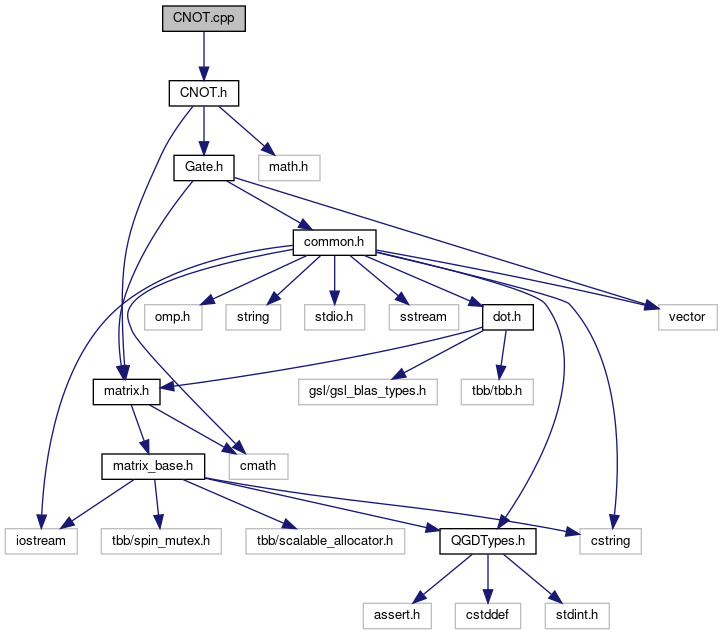 CNOT.cpp
CNOT.h
Gate.h
math.h
common.h
omp.h
string
stdio.h
sstream
dot.h
vector
matrix.h
gsl/gsl_blas_types.h
tbb/tbb.h
matrix_base.h
cmath
iostream
tbb/spin_mutex.h
tbb/scalable_allocator.h
QGDTypes.h
cstring
assert.h
cstddef
stdint.h